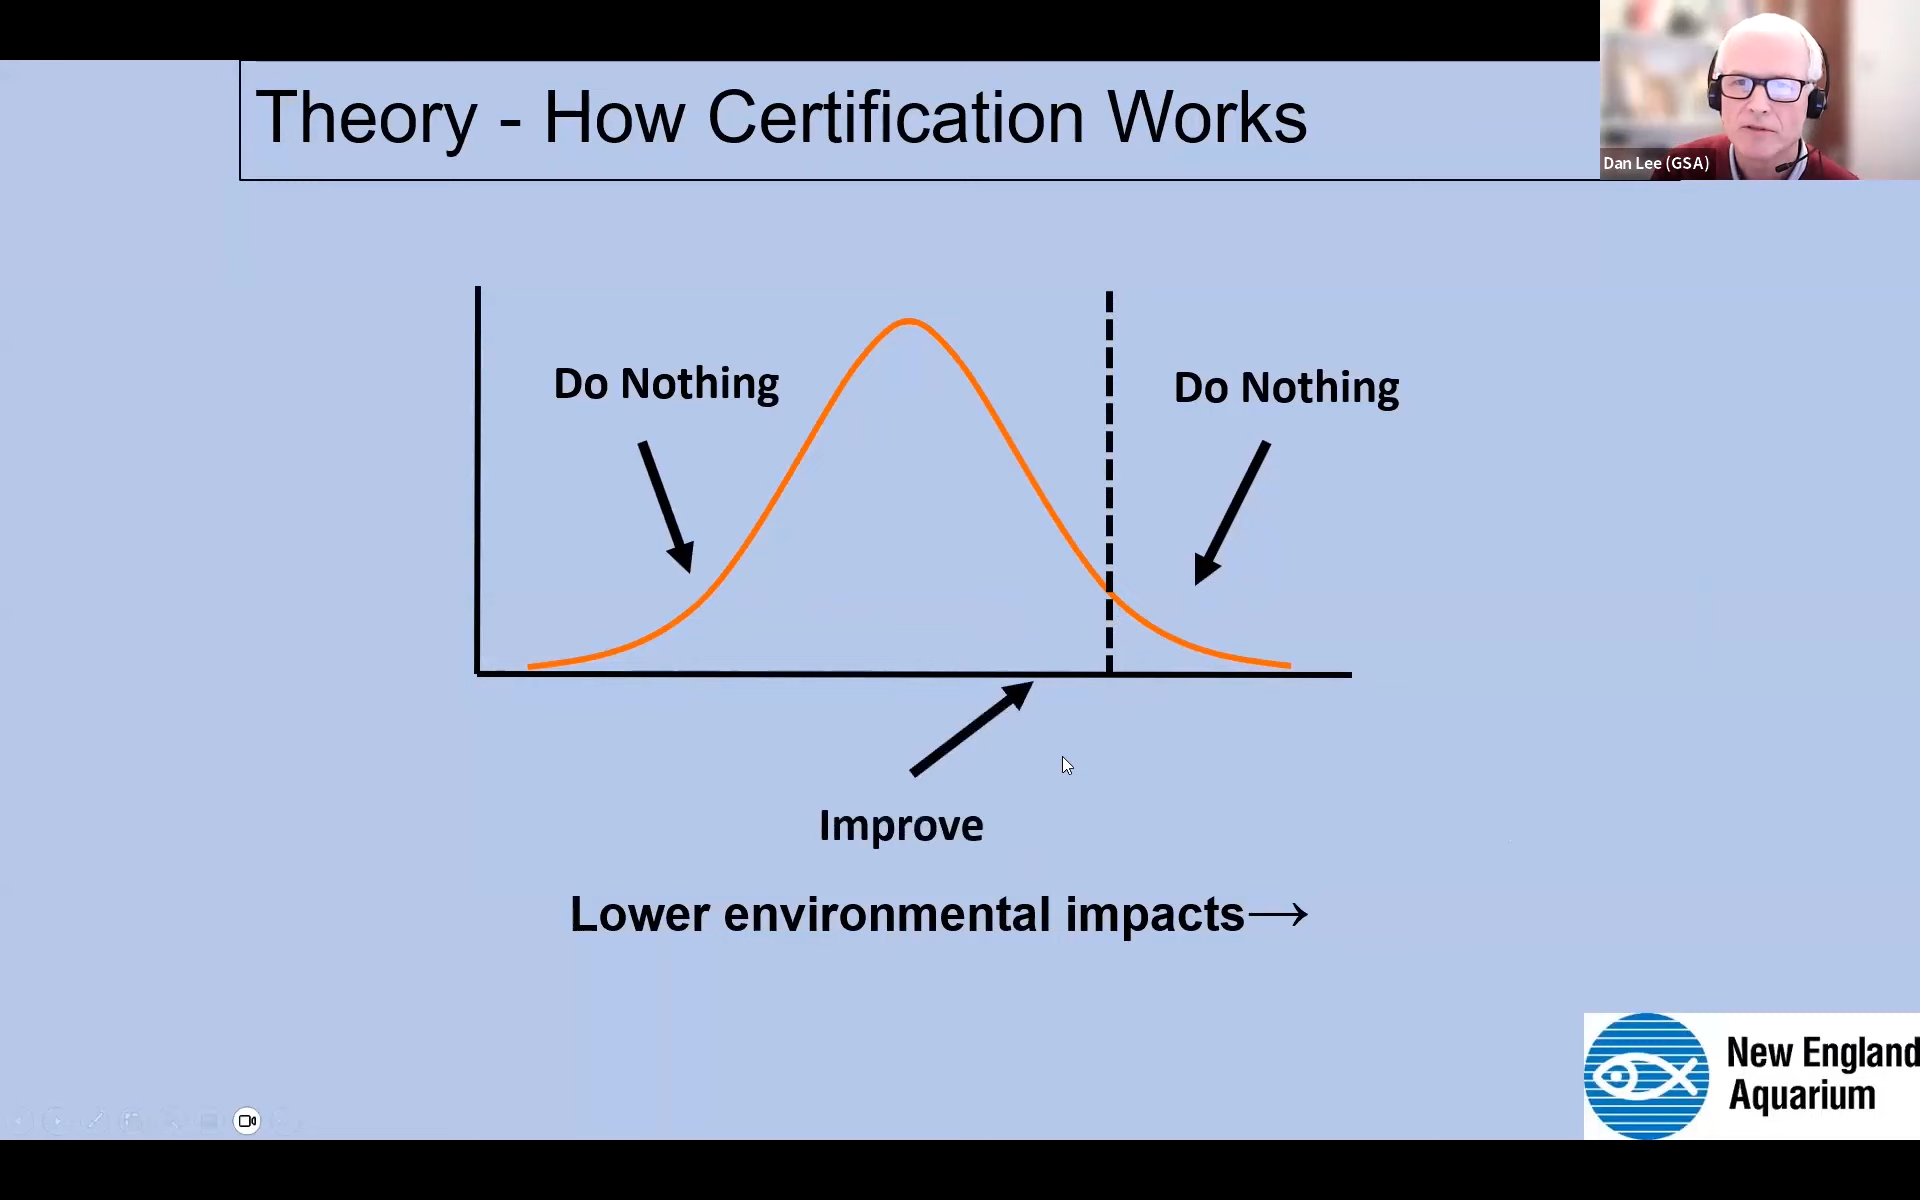 Theory - How Certification Works
Dan Lee (GSA)
Do Nothing
Do Nothing
Improve
Lower environmental impacts→
New England
Aquarium